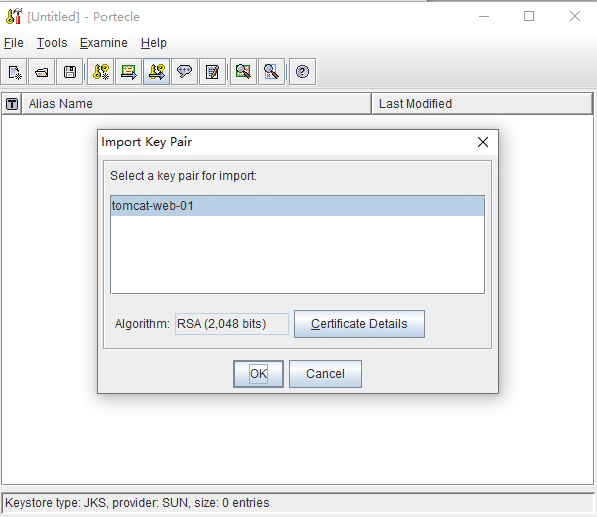 [Untitled] - Portecle
File Tools Examine Help
T Alias Name Last Modified
Import Key Pair
Select a key pair for import:
tomcat-web-01
Algorithm: RSA (2,048 bits) Certificate Details
OK Cancel
Keystore type: JKS, provider: SUN, size: 0 entries